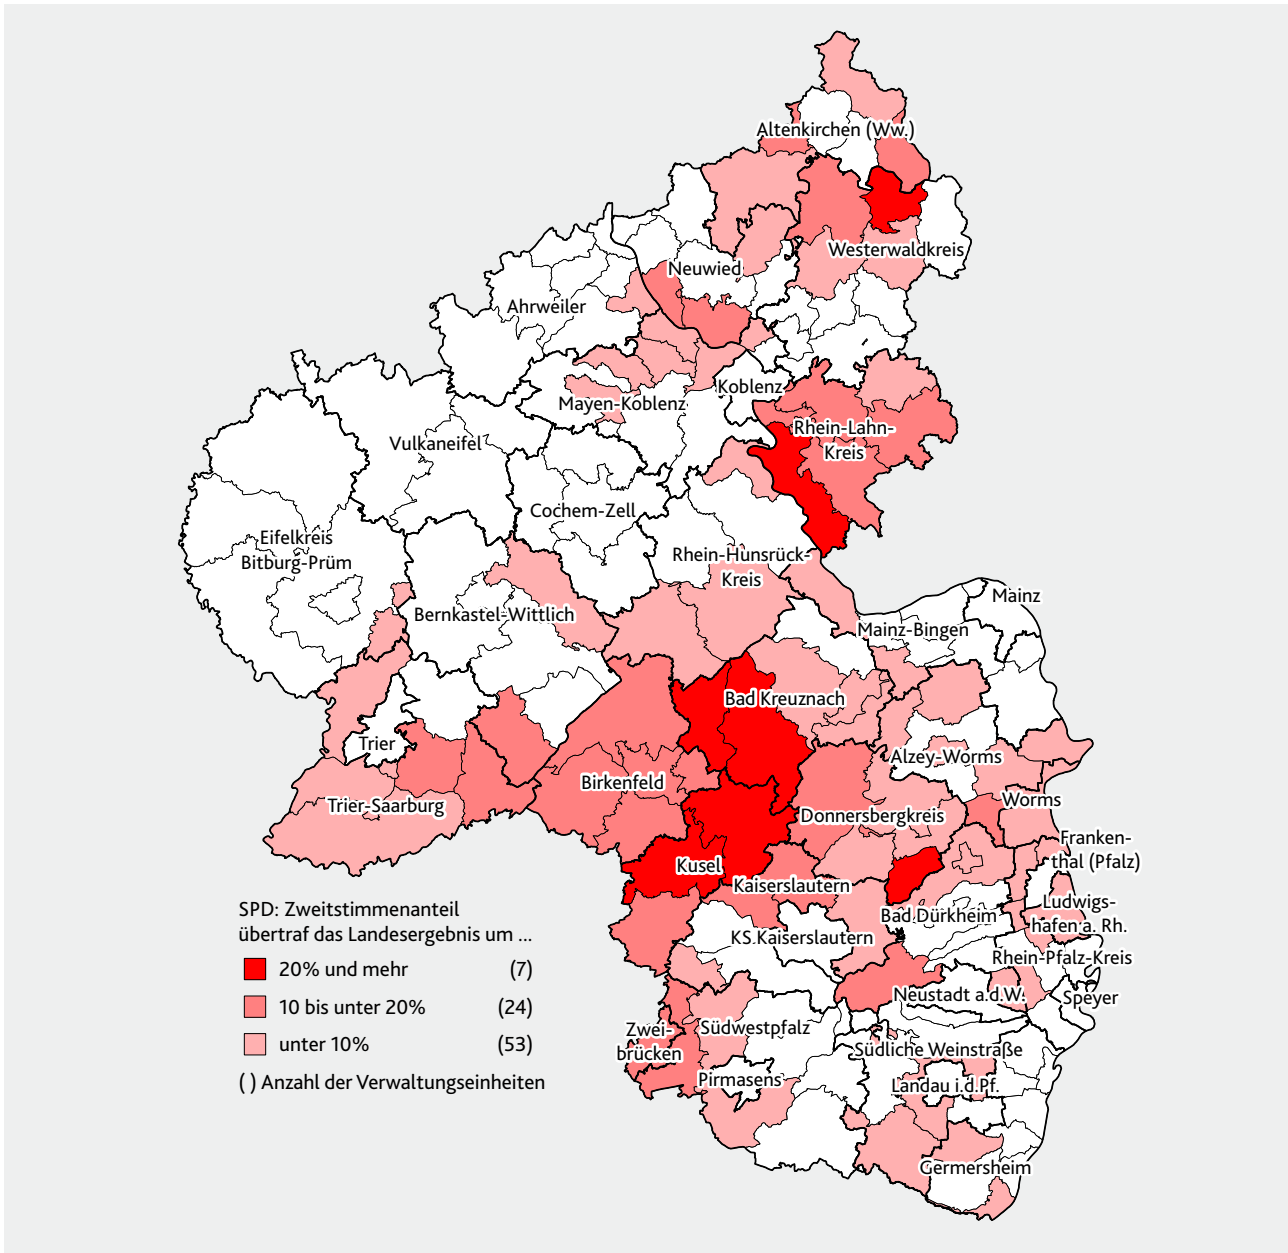 Altenkirchen (Ww.)
Westerwaldkreis
Neuwied
Ahrweiler
Koblenz
Mayen-Koblenz
Rhein-Lahn-
Kreis
Vulkaneifel
Cochem-Zell
Eifelkreis
Bitburg-Prüm
Rhein-Hunsrück-
Kreis
Mainz
Bernkastel-Wittlich
Mainz-Bingen
Bad Kreuznach
Trier
Alzey-Worms
Birkenfeld
Trier-Saarburg
Worms
Donnersbergkreis
Franken-
thal (Pfalz)
Kusel
Kaiserslautern
Ludwigs-
hafen a. Rh.
Bad Dürkheim
KS.Kaiserslautern
Rhein-Pfalz-Kreis
Neustadt a.d.W.
Speyer
Zwei-
brücken
Südwestpfalz
Südliche Weinstraße
Pirmasens
Landau i.d.Pf.
Germersheim
SPD: Zweitstimmenanteil
übertraf das Landesergebnis um ...
20% und mehr (7)
10 bis unter 20% (24)
unter 10% (53)
( ) Anzahl der Verwaltungseinheiten